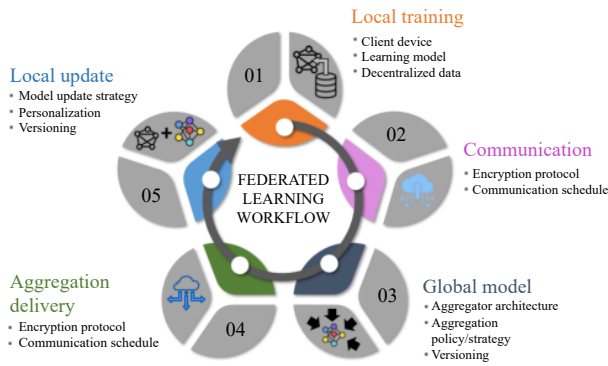 Local training
• Client device
• Learning model
• Decentralized data
01
Local update
• Model update strategy
• Personalization
• Versioning
02
Communication
• Encryption protocol
• Communication schedule
FEDERATED
LEARNING
WORKFLOW
05
Aggregation
delivery
• Encryption protocol
• Communication schedule
04
03
Global model
• Aggregator architecture
• Aggregation
policy/strategy
• Versioning